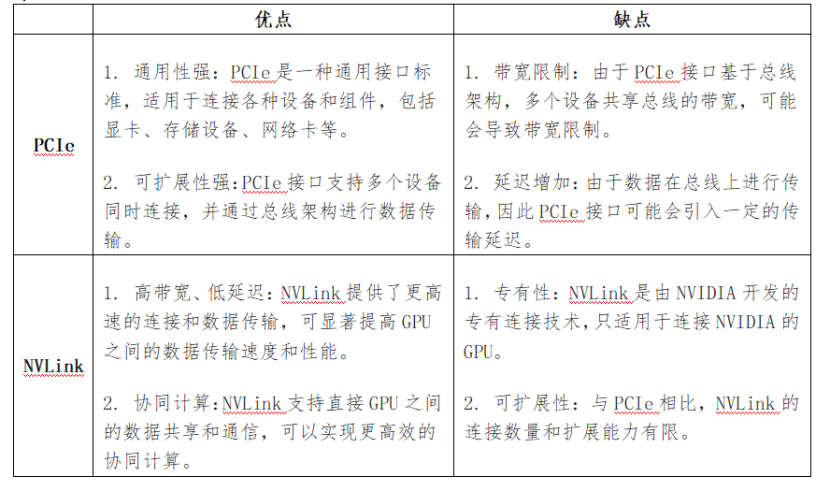 优点
缺点
PCIe
1. 通用性强：PCIe 是一种通用接口标
准，适用于连接各种设备和组件，包括
显卡、存储设备、网络卡等。
2. 可扩展性强：PCIe 接口支持多个设备
同时连接，并通过总线架构进行数据传
输。
1. 带宽限制：由于 PCIe 接口基于总线
架构，多个设备共享总线的带宽，可能
会导致带宽限制。
2. 延迟增加：由于数据在总线上进行传
输，因此 PCIe 接口可能会引入一定的传
输延迟。
NVLink
1. 高带宽、低延迟：NVLink 提供了更高
速的连接和数据传输，可显著提高 GPU
之间的数据传输速度和性能。
2. 协同计算：NVLink 支持直接 GPU 之间
的数据共享和通信，可以实现更高效的
协同计算。
1. 专有性：NVLink 是由 NVIDIA 开发的
专有连接技术，只适用于连接 NVIDIA 的
GPU。
2. 可扩展性：与 PCIe 相比，NVLink 的
连接数量和扩展能力有限。